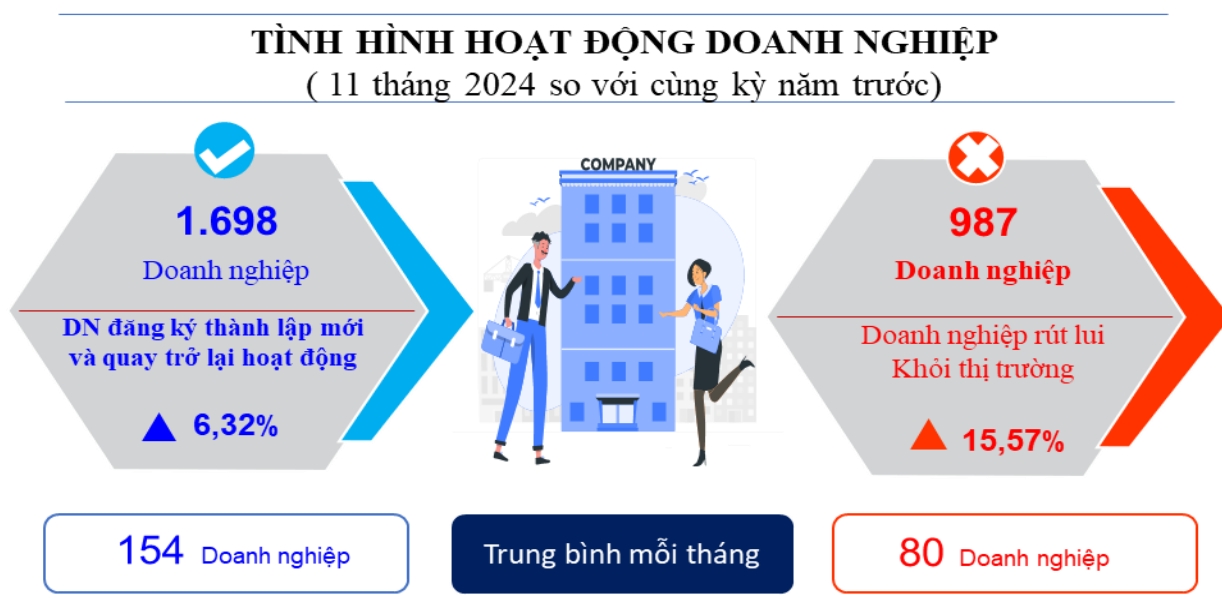 TÌNH HÌNH HOẠT ĐỘNG DOANH NGHIỆP
( 11 tháng 2024 so với cùng kỳ năm trước)
1.698
Doanh nghiệp
DN đăng ký thành lập mới
và quay trở lại hoạt động
6,32%
COMPANY
987
Doanh nghiệp
Doanh nghiệp rút lui
Khỏi thị trường
15,57%
154 Doanh nghiệp
Trung bình mỗi tháng
80 Doanh nghiệp